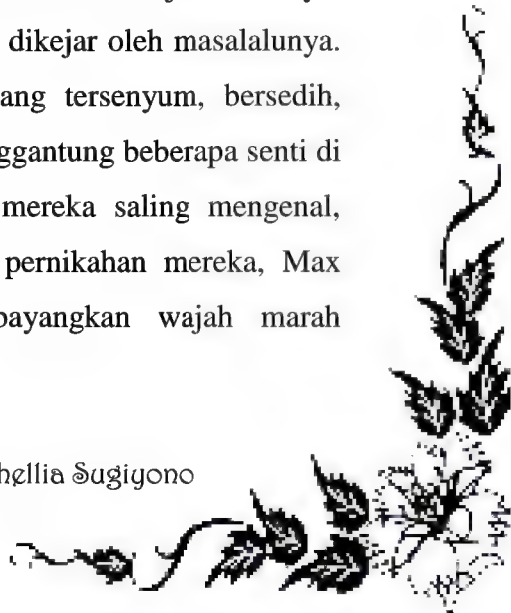 dikejar oleh masalalunya.
ang tersenyum, bersedih,
ggantung beberapa senti di
mereka saling mengenal,
pernikahan mereka, Max
bayangkan wajah marah
hellia Sugiyono